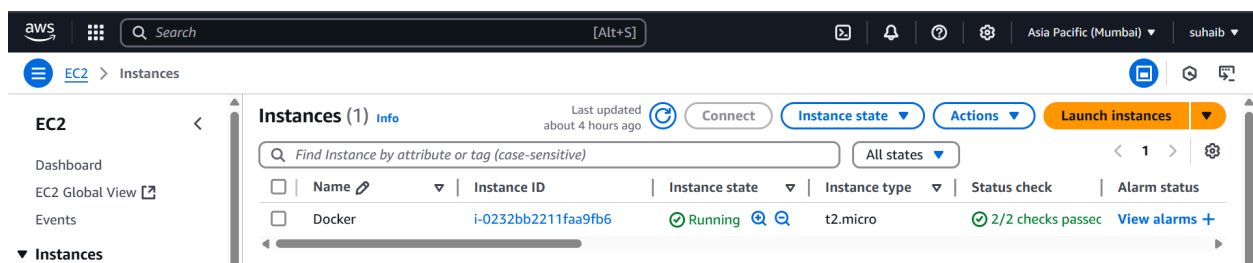 aws Search [Alt+S] Asia Pacific (Mumbai) suhaib
EC2 > Instances
EC2
Dashboard
EC2 Global View
Events
Instances
Instances (1) Info Last updated about 4 hours ago Connect Instance state Actions Launch instances
Find Instance by attribute or tag (case-sensitive) All states 1
Name Instance ID Instance state Instance type Status check Alarm status
Docker i-0232bb2211faa9fb6 Running t2.micro 2/2 checks passec View alarms +